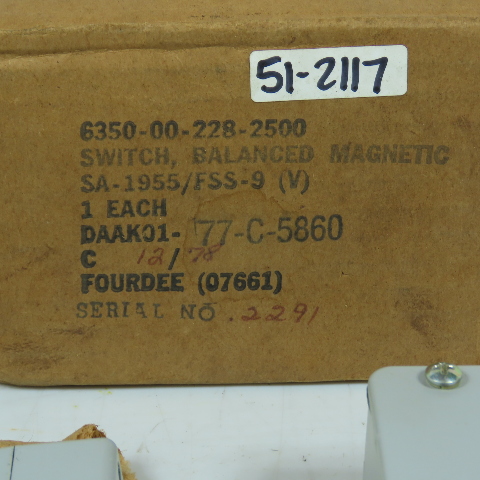 51-2117
6350-00-228-2500
SWITCH, BALANCED MAGNETIC
SA-1955/FSS-9 (V)
1 EACH
DAAK01-77-C-5860
C 12/78
FOURDEE (07661)
SERIAL NO. 2291